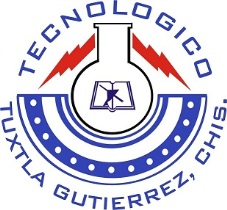 TECNOLOGICO
TUXTLA GUTIERREZ, CHIS.